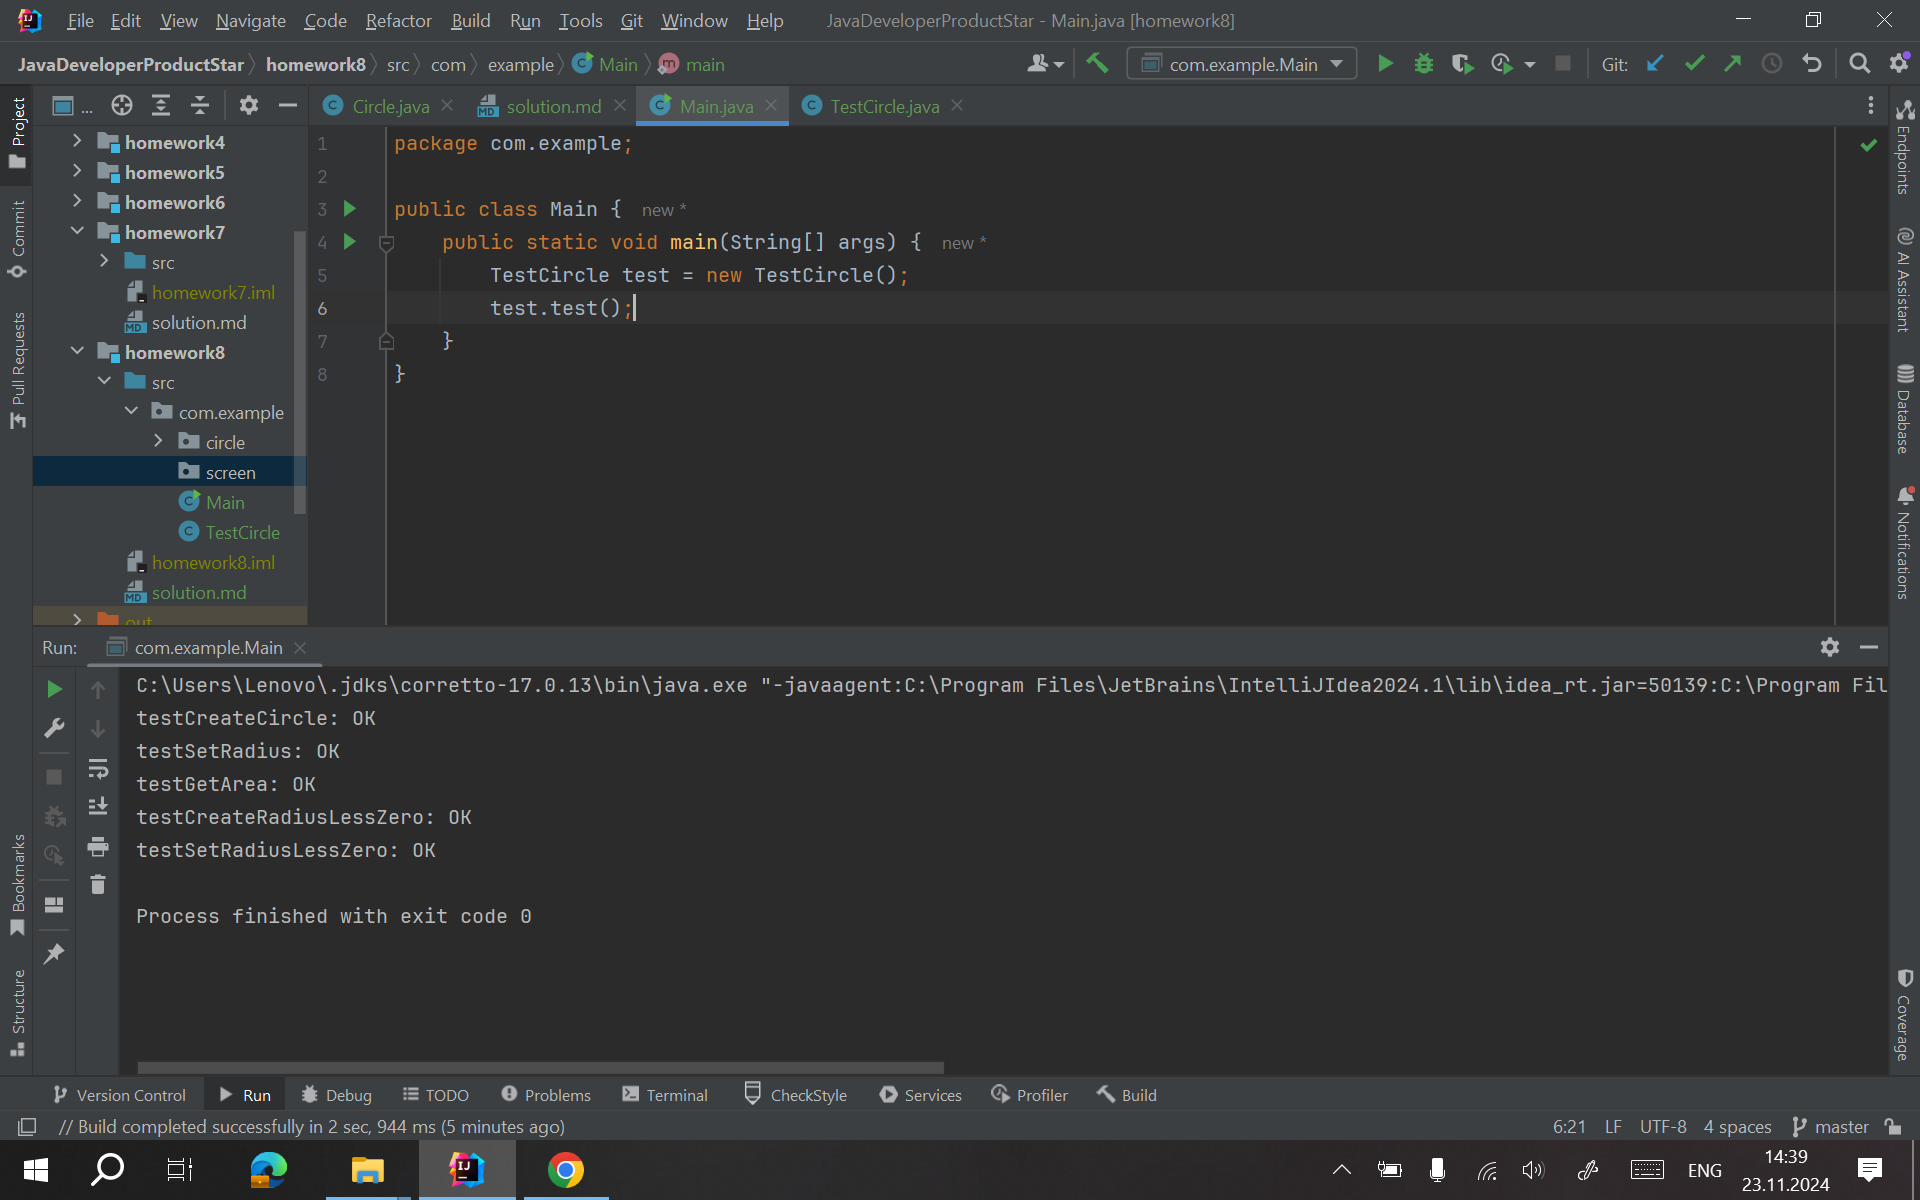 File Edit View Navigate Code Refactor Build Run Tools Git Window Help JavaDeveloperProductStar - Main.java [homework8]
JavaDeveloperProductStar homework8 src com example Main main com.example.Main Git:
Project ... Circle.java solution.md Main.java TestCircle.java
homework4
homework5
homework6
homework7
src
homework7.iml
solution.md
homework8
src
com.example
circle
screen
Main
TestCircle
homework8.iml
solution.md
out
1 package com.example;
2
3 public class Main { new *
4 public static void main(String[] args) { new *
5 TestCircle test = new TestCircle();
6 test.test();
7 }
8 }
Commit
Pull Requests
Bookmarks
Structure
Endpoints
AI Assistant
Database
Notifications
Coverage
Run: com.example.Main
C:\Users\Lenovo\.jdks\corretto-17.0.13\bin\java.exe "-javaagent:C:\Program Files\JetBrains\IntelliJIdea2024.1\lib\idea_rt.jar=50139:C:\Program Fil
testCreateCircle: OK
testSetRadius: OK
testGetArea: OK
testCreateRadiusLessZero: OK
testSetRadiusLessZero: OK
Process finished with exit code 0
Version Control Run Debug TODO Problems Terminal CheckStyle Services Profiler Build
// Build completed successfully in 2 sec, 944 ms (5 minutes ago) 6:21 LF UTF-8 4 spaces master
ENG 14:39
23.11.2024